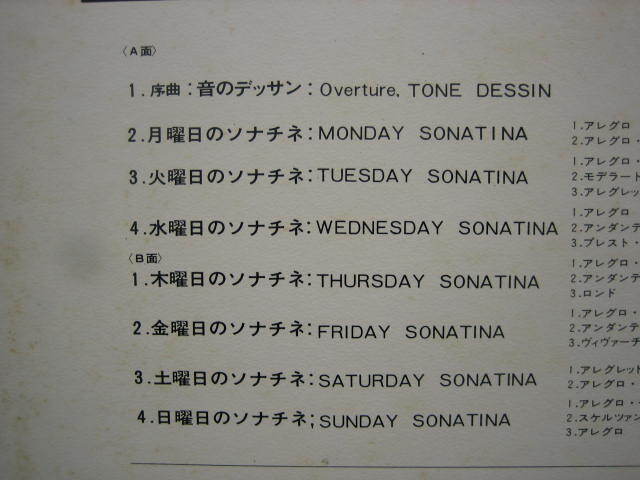 〈A面〉
1.序曲:音のデッサン: Overture, TONE DESSIN
2.月曜日のソナチネ: MONDAY SONATINA
1.アレグロ
2.アレグロ・
3.火曜日のソナチネ: TUESDAY SONATINA
1.アレグロ・
2.モデラート
3.アレグレッ
4.水曜日のソナチネ: WEDNESDAY SONATINA
1.アレグロ
2.アンダンテ
3.プレスト・
〈B面〉
1.木曜日のソナチネ: THURSDAY SONATINA
1.アレグロ・
2.アンダンテ
3.ロンド
2.金曜日のソナチネ: FRIDAY SONATINA
1.アレグロ・
2.アンダンテ
3.ヴィヴァーチ
3.土曜日のソナチネ: SATURDAY SONATINA
1.アレグレット
2.アレグロ・
4.日曜日のソナチネ; SUNDAY SONATINA
1.アレグロ・
2.スケルツァン
3.アレグロ